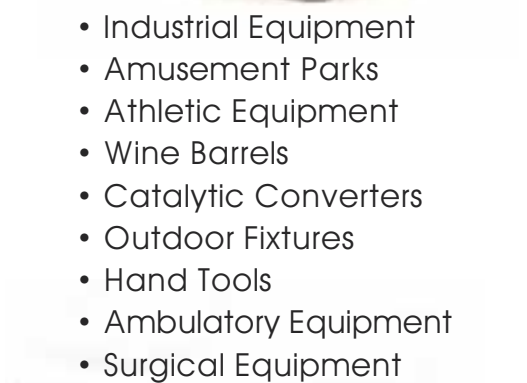 • Industrial Equipment
• Amusement Parks
• Athletic Equipment
• Wine Barrels
• Catalytic Converters
• Outdoor Fixtures
• Hand Tools
• Ambulatory Equipment
• Surgical Equipment